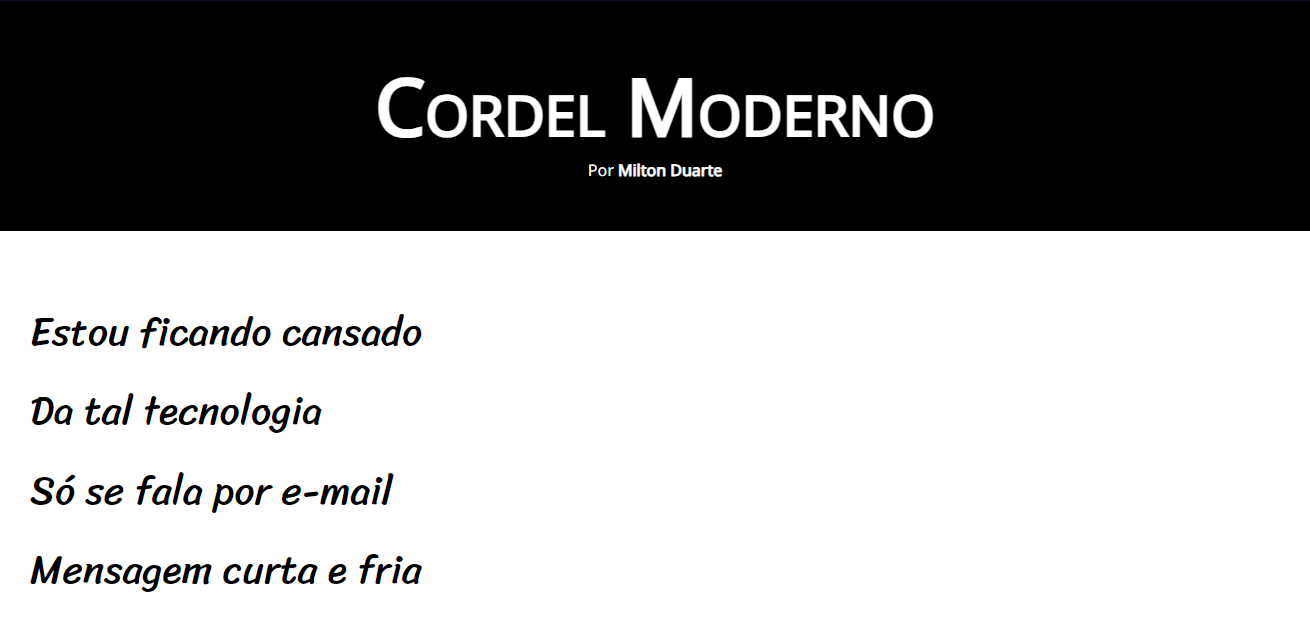 Cordel Moderno
Por Milton Duarte
Estou ficando cansado
Da tal tecnologia
Só se fala por e-mail
Mensagem curta e fria